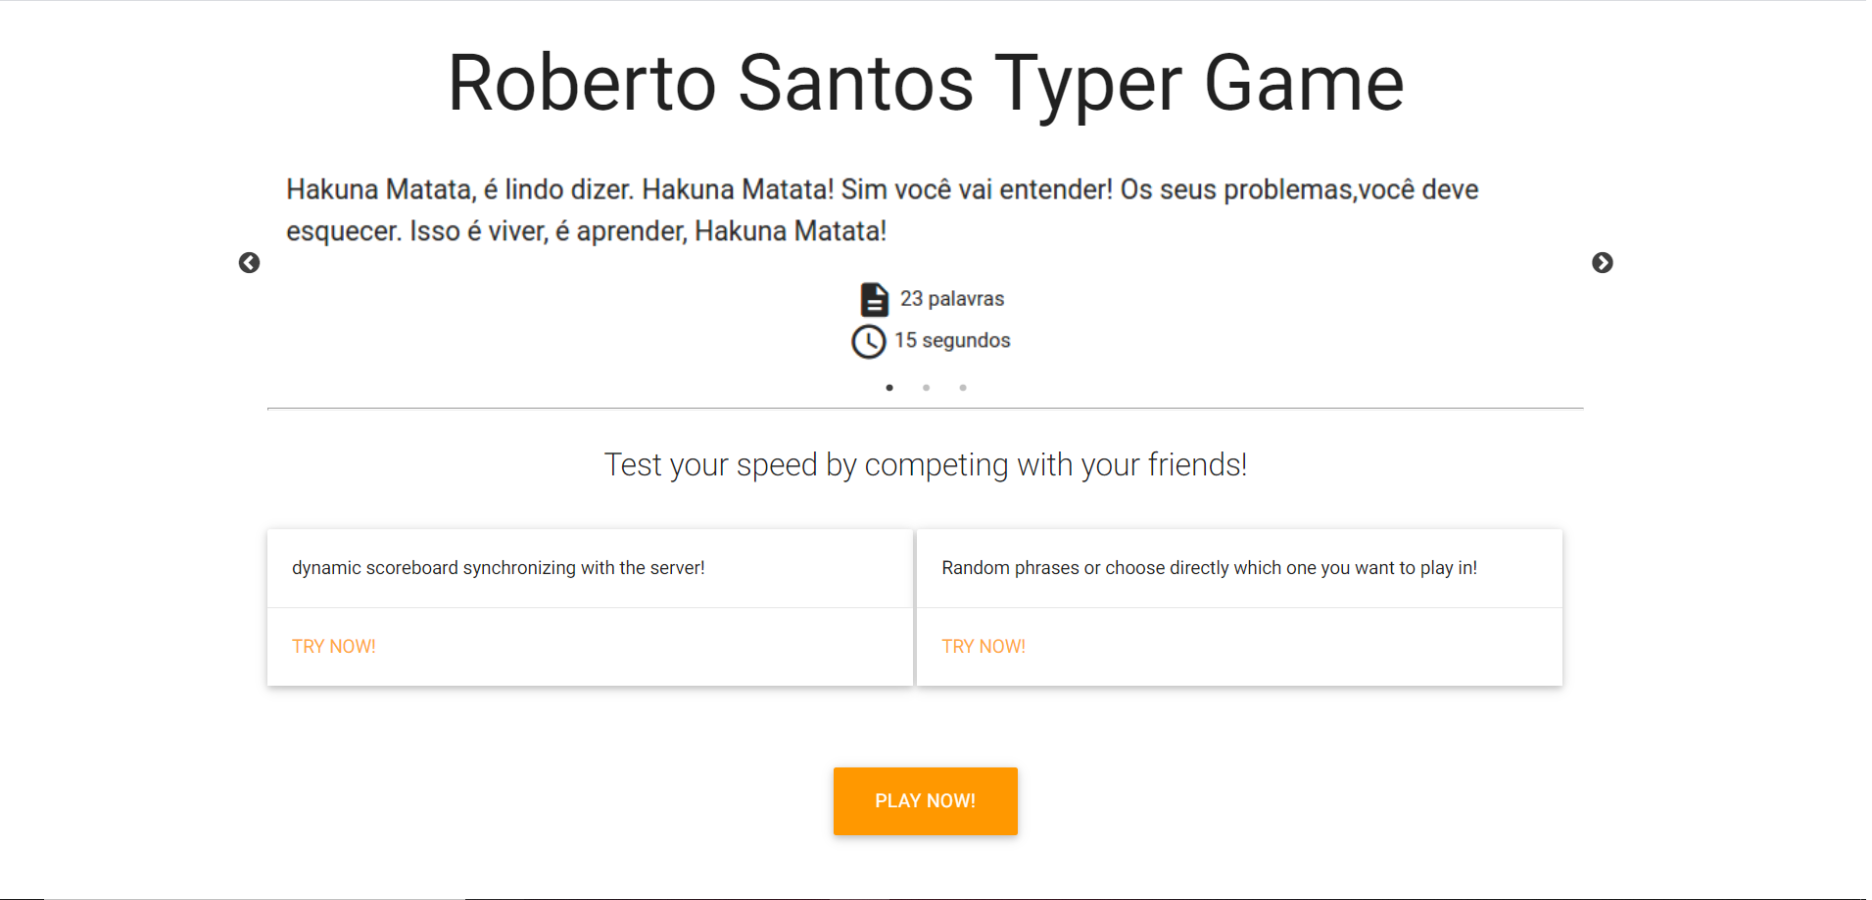 Roberto Santos Typer Game
Hakuna Matata, é lindo dizer. Hakuna Matata! Sim você vai entender! Os seus problemas,você deve
esquecer. Isso é viver, é aprender, Hakuna Matata!
23 palavras
15 segundos
Test your speed by competing with your friends!
dynamic scoreboard synchronizing with the server!
Random phrases or choose directly which one you want to play in!
TRY NOW!
TRY NOW!
PLAY NOW!